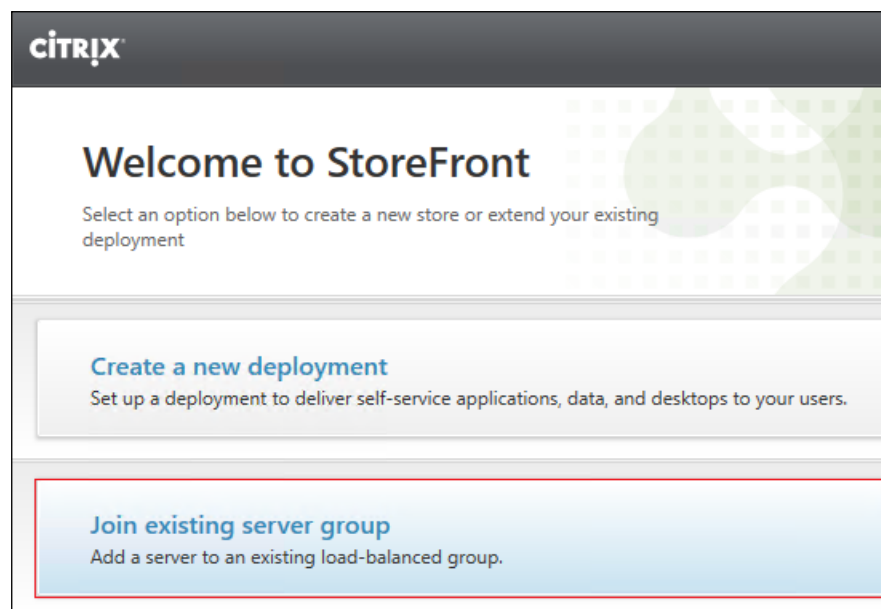 CİTRIX
Welcome to StoreFront
Select an option below to create a new store or extend your existing
deployment
Create a new deployment
Set up a deployment to deliver self-service applications, data, and desktops to your users.
Join existing server group
Add a server to an existing load-balanced group.